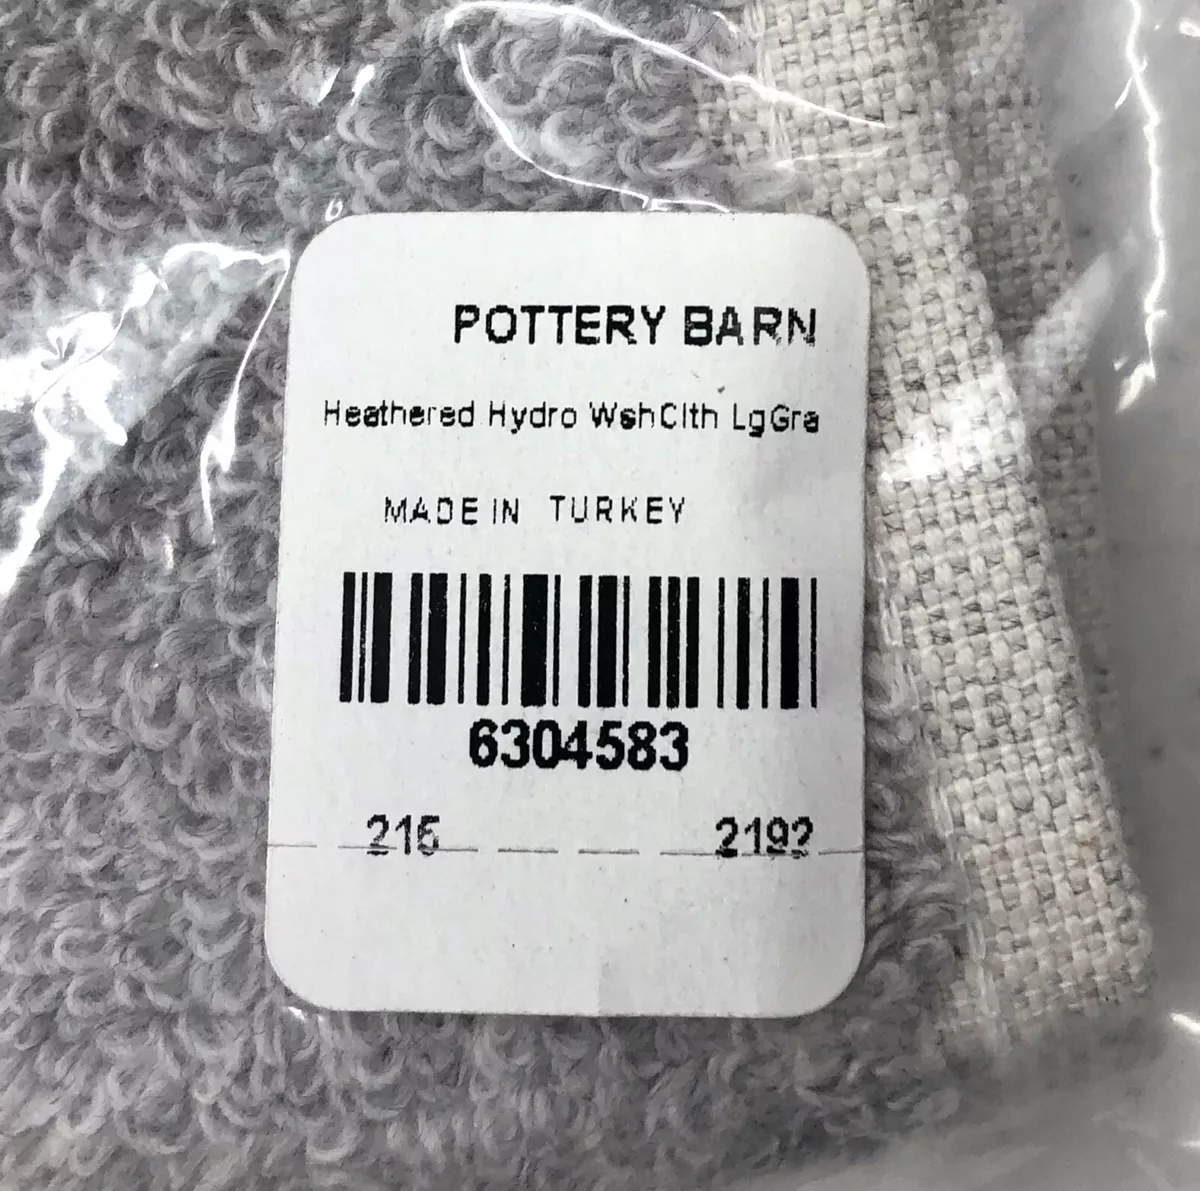 POTTERY BARN
Heathered Hydro WshClth LgGra
MADE IN TURKEY
6304583
215 2192